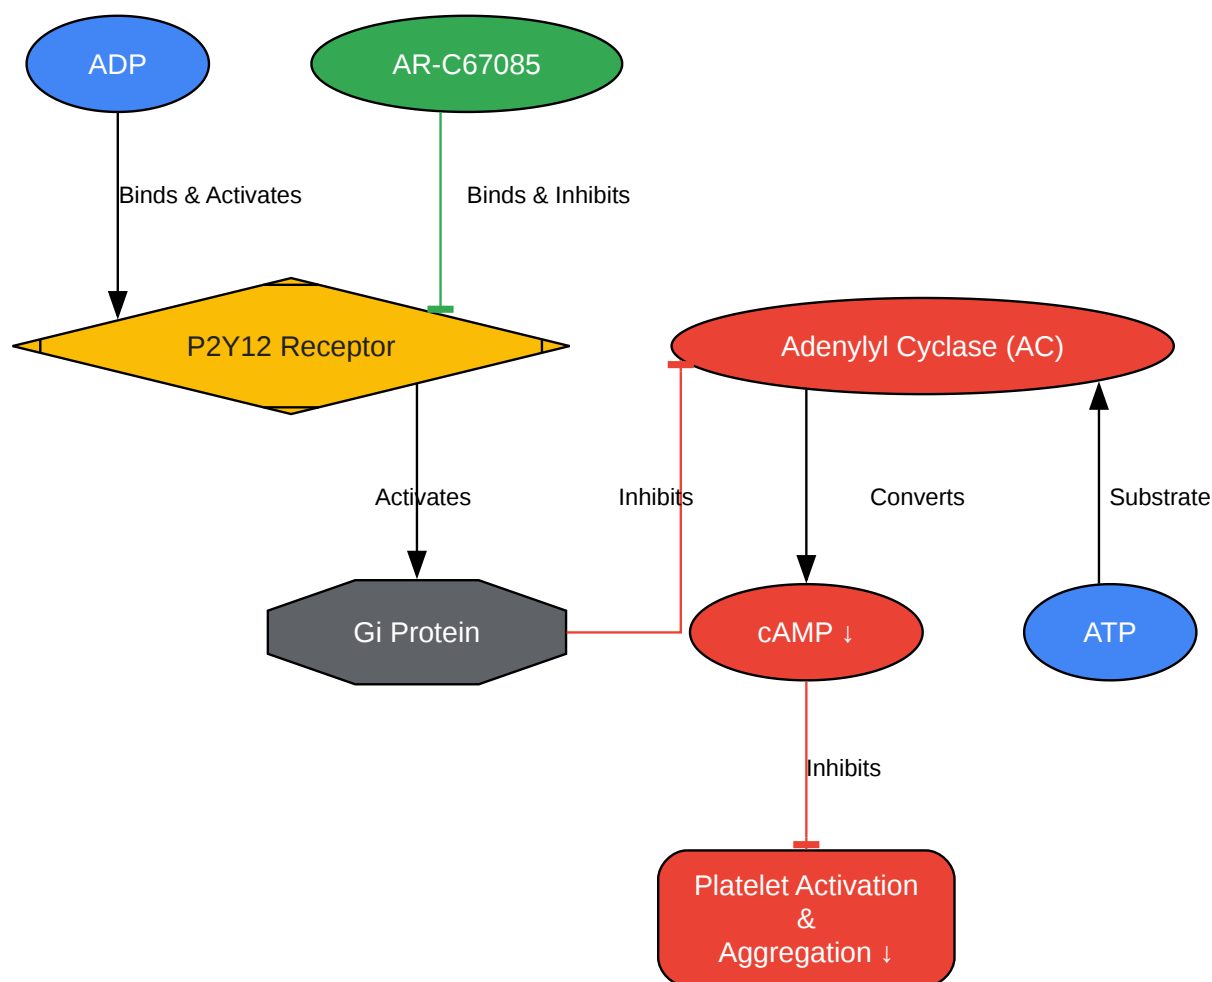 ADP
AR-C67085
Binds & Activates
Binds & Inhibits
P2Y12 Receptor
Adenylyl Cyclase (AC)
Activates
Inhibits
Converts
Substrate
Gi Protein
cAMP ↓
ATP
Inhibits
Platelet Activation
&
Aggregation ↓